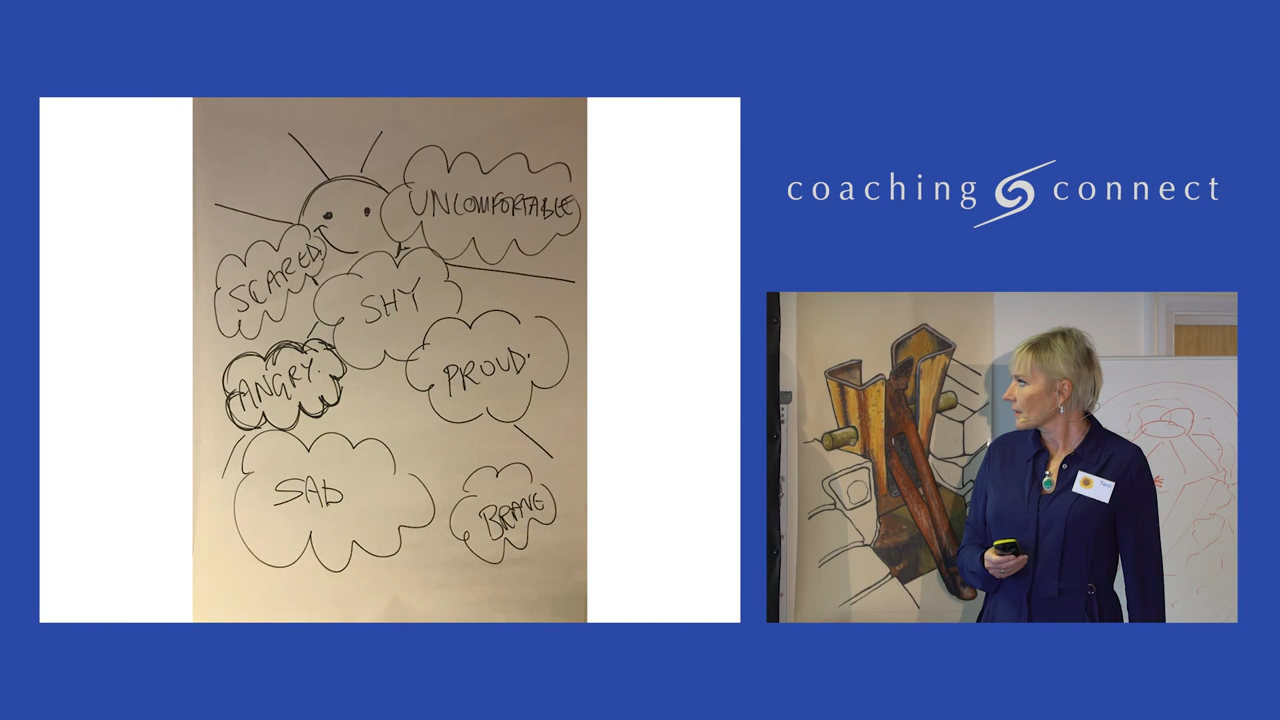 UNCOMFORTABLE
SCARED
SHY
ANGRY.
PROUD.
SAD
BRAVE
coaching connect